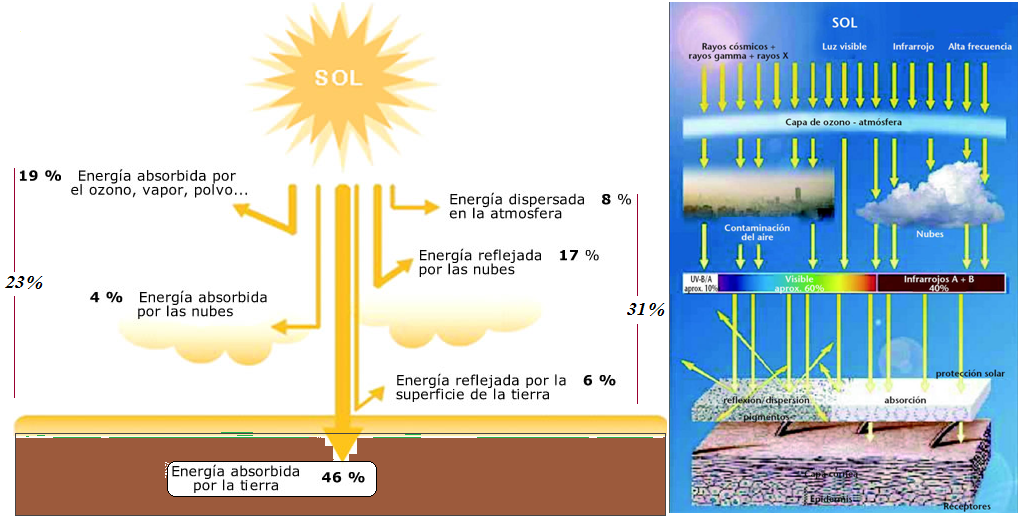 SOL
19 % Energía absorbida por
el ozono, vapor, polvo...
Energía dispersada 8 %
en la atmosfera
Energía reflejada 17 %
por las nubes
23%
4 % Energía absorbida
por las nubes
31%
Energía reflejada por la 6 %
superficie de la tierra
Energía absorbida 46 %
por la tierra
SOL
Rayos cósmicos +
rayos gamma + rayos X
Luz visible
Infrarrojo
Alta frecuencia
Capa de ozono - atmósfera
Contaminación
del aire
Nubes
UV-B/A
aprox. 10%
Visible
aprox. 60%
Infrarrojos A + B
40%
protección solar
reflexión/dispersión
absorción
pigmentos
Capa córnea
Epidermis
Receptores